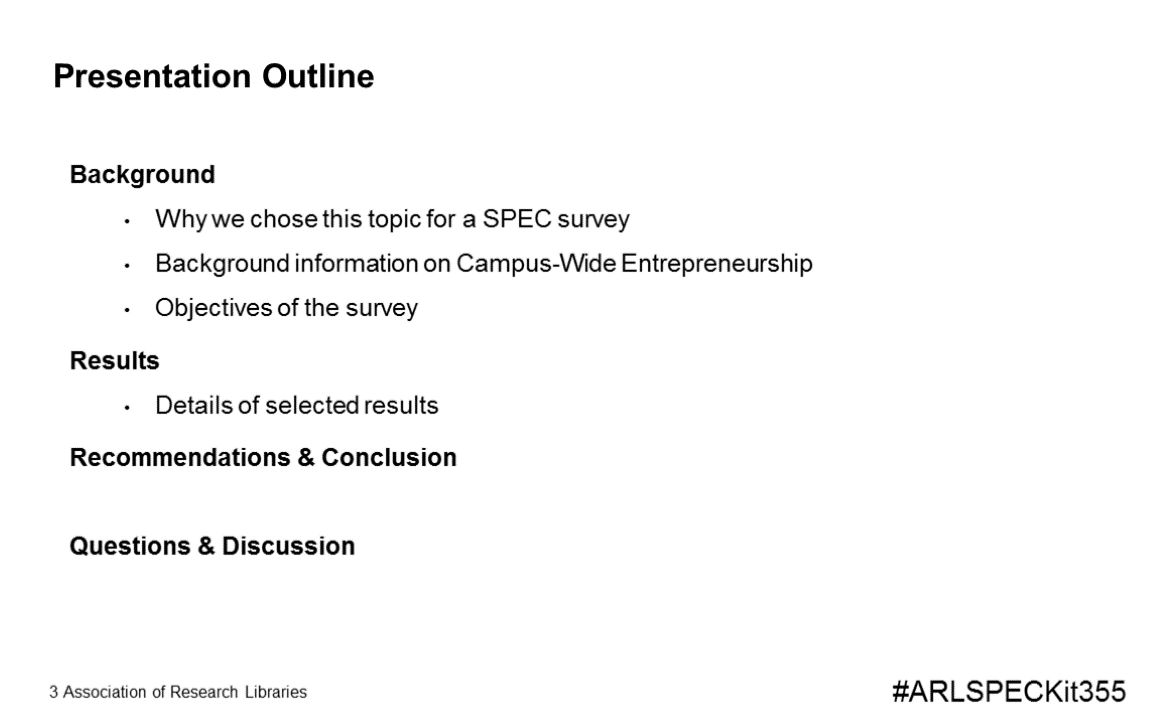 Presentation Outline
Background
• Why we chose this topic for a SPEC survey
• Background information on Campus-Wide Entrepreneurship
• Objectives of the survey
Results
• Details of selected results
Recommendations & Conclusion
Questions & Discussion
3 Association of Research Libraries
#ARLSPECKit355